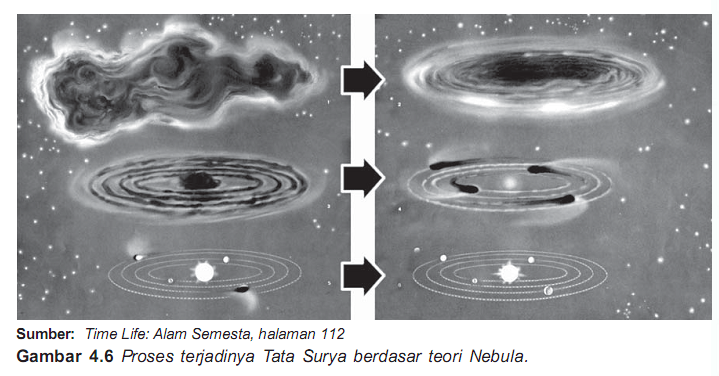 Sumber: Time Life: Alam Semesta, halaman 112
Gambar 4.6 Proses terjadinya Tata Surya berdasar teori Nebula.